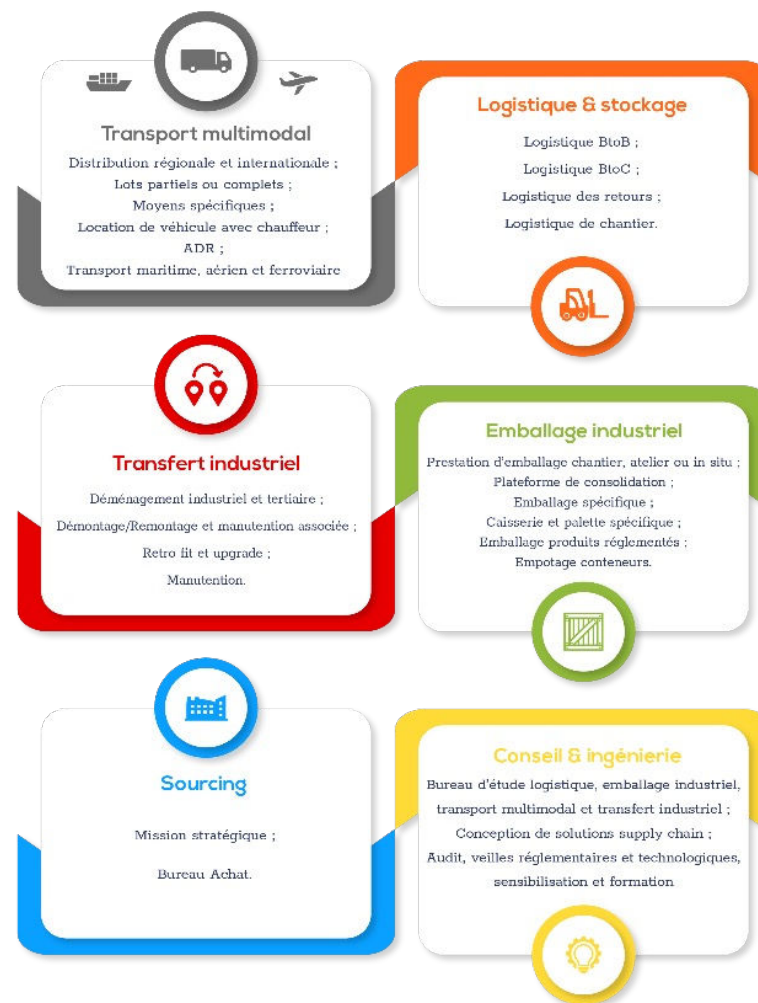 Transport multimodal
Distribution régionale et internationale ;
Lots partiels ou complets ;
Moyens spécifiques ;
Location de véhicule avec chauffeur ;
ADR ;
Transport maritime, aérien et ferroviaire
Logistique & stockage
Logistique BtoB ;
Logistique BtoC ;
Logistique des retours ;
Logistique de chantier.
Transfert industriel
Déménagement industriel et tertiaire ;
Démontage/Remontage et manutention associée ;
Retro fit et upgrade ;
Manutention.
Emballage industriel
Prestation d'emballage chantier, atelier ou in situ ;
Plateforme de consolidation ;
Emballage spécifique ;
Caisserie et palette spécifique ;
Emballage produits réglementés ;
Empotage conteneurs.
Sourcing
Mission stratégique ;
Bureau Achat.
Conseil & ingénierie
Bureau d'étude logistique, emballage industriel,
transport multimodal et transfert industriel ;
Conception de solutions supply chain ;
Audit, veilles réglementaires et technologiques,
sensibilisation et formation